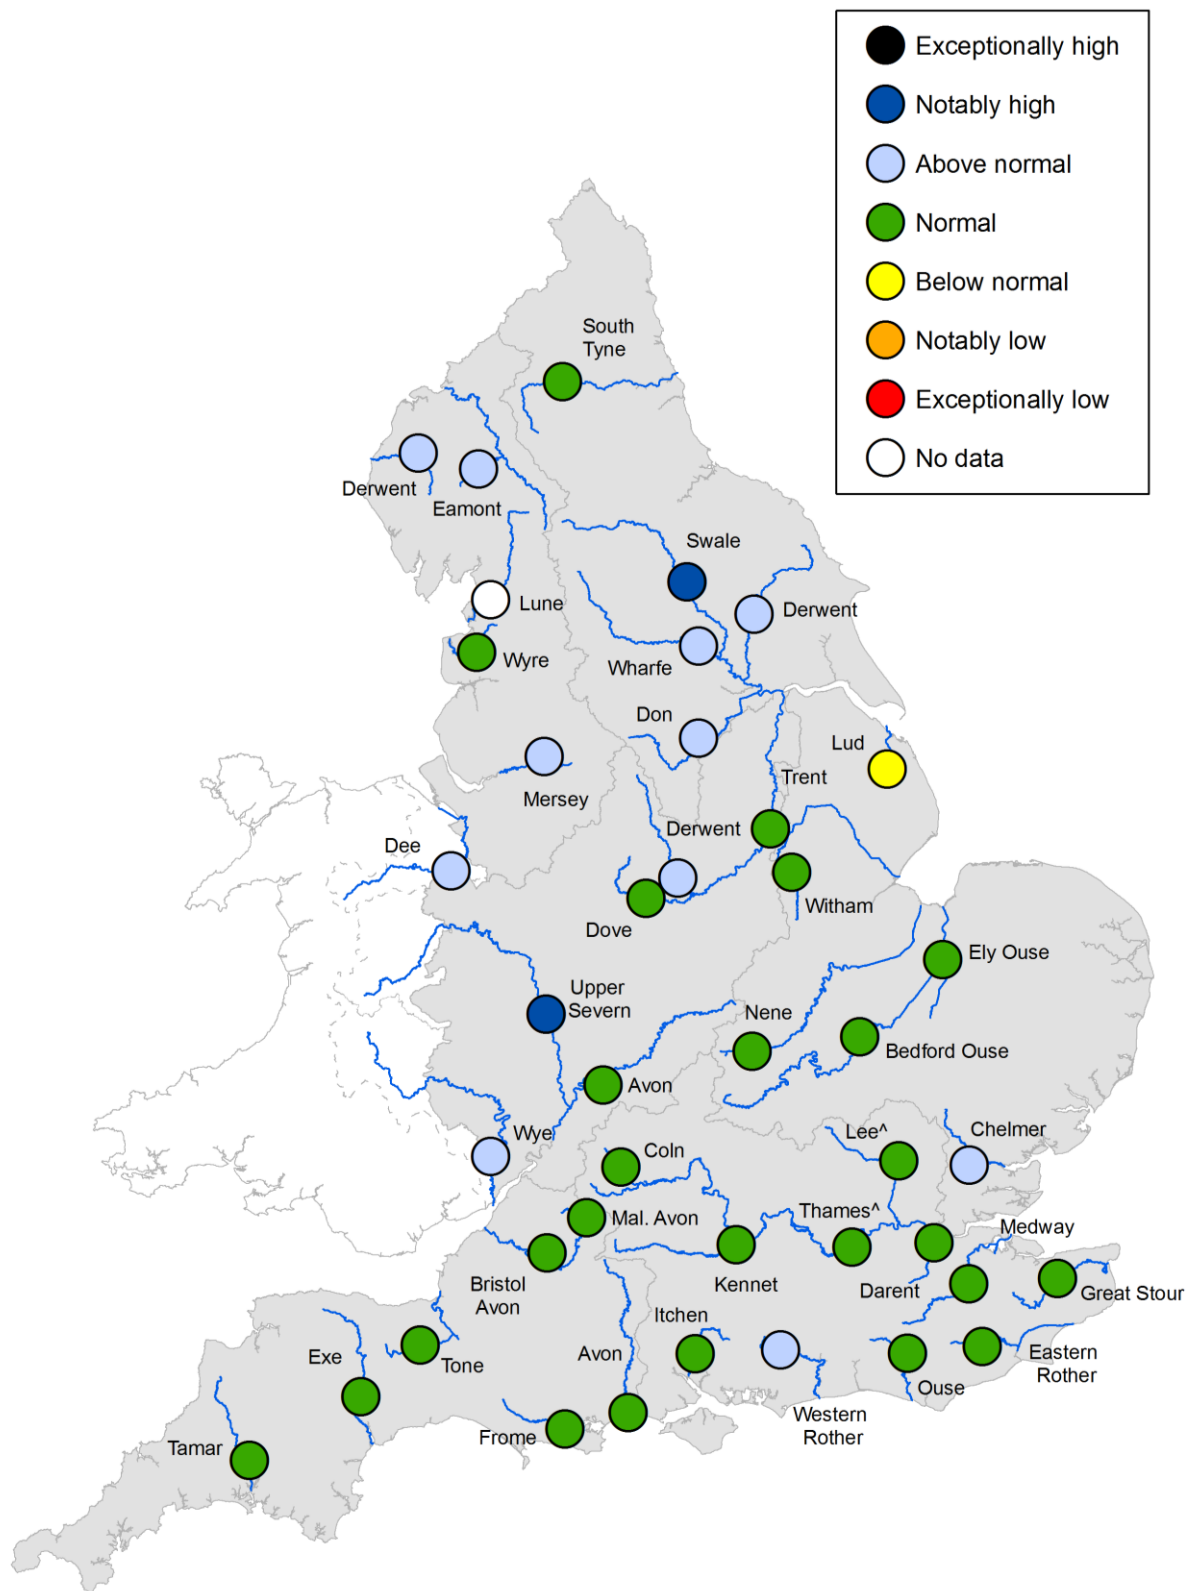 Exceptionally high
Notably high
Above normal
Normal
Below normal
Notably low
Exceptionally low
No data
South
Tyne
Derwent
Eamont
Swale
Lune
Derwent
Wyre
Wharfe
Don
Lud
Trent
Mersey
Derwent
Dee
Witham
Dove
Ely Ouse
Upper
Severn
Nene
Bedford Ouse
Avon
Wye
Coln
Lee^
Chelmer
Mal. Avon
Thames^
Medway
Bristol
Avon
Kennet
Darent
Great Stour
Itchen
Exe
Tone
Avon
Eastern
Rother
Ouse
Western
Rother
Frome
Tamar